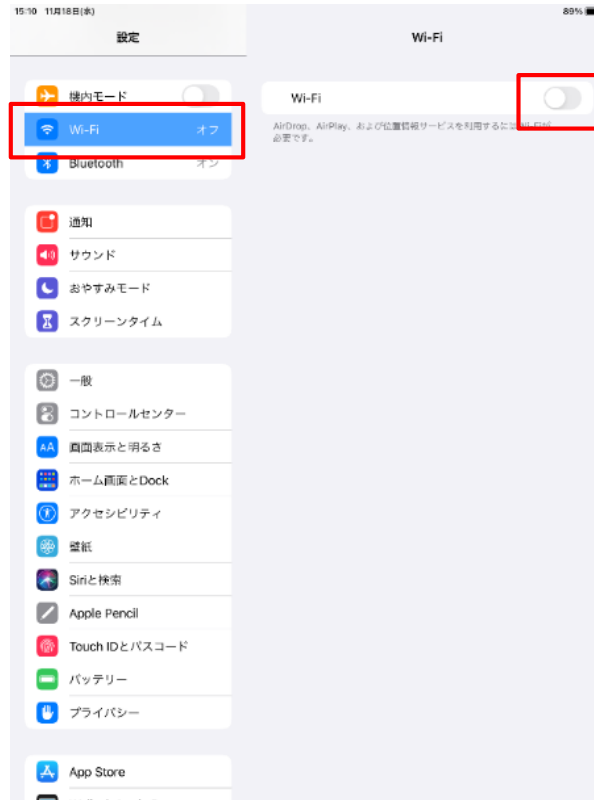 15:10 11月18日(水)
89%
設定
Wi-Fi
機内モード
Wi-Fi オフ
Bluetooth オン
通知
サウンド
おやすみモード
スクリーンタイム
一般
コントロールセンター
画面表示と明るさ
ホーム画面とDock
アクセシビリティ
壁紙
Siriと検索
Apple Pencil
Touch IDとパスコード
バッテリー
プライバシー
App Store
Wi-Fi
AirDrop、AirPlay、および位置情報サービスを利用するにはWi-Fiが
必要です。